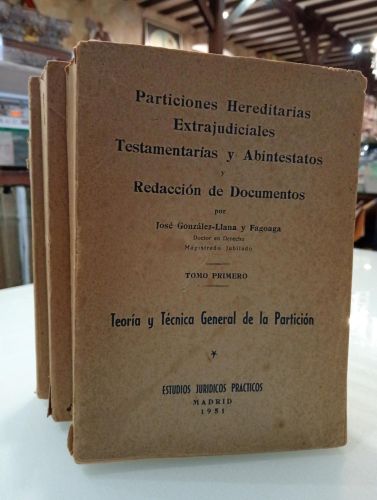 Particiones Hereditarias
Extrajudiciales
Testamentarías y Abintestatos
y
Redacción de Documentos
por
José González-Llana y Fagoaga
Doctor en Derecho
Magistrado Jubilado
TOMO PRIMERO
Teoría y Técnica General de la Partición
ESTUDIOS JURIDICOS PRACTICOS
MADRID
1951